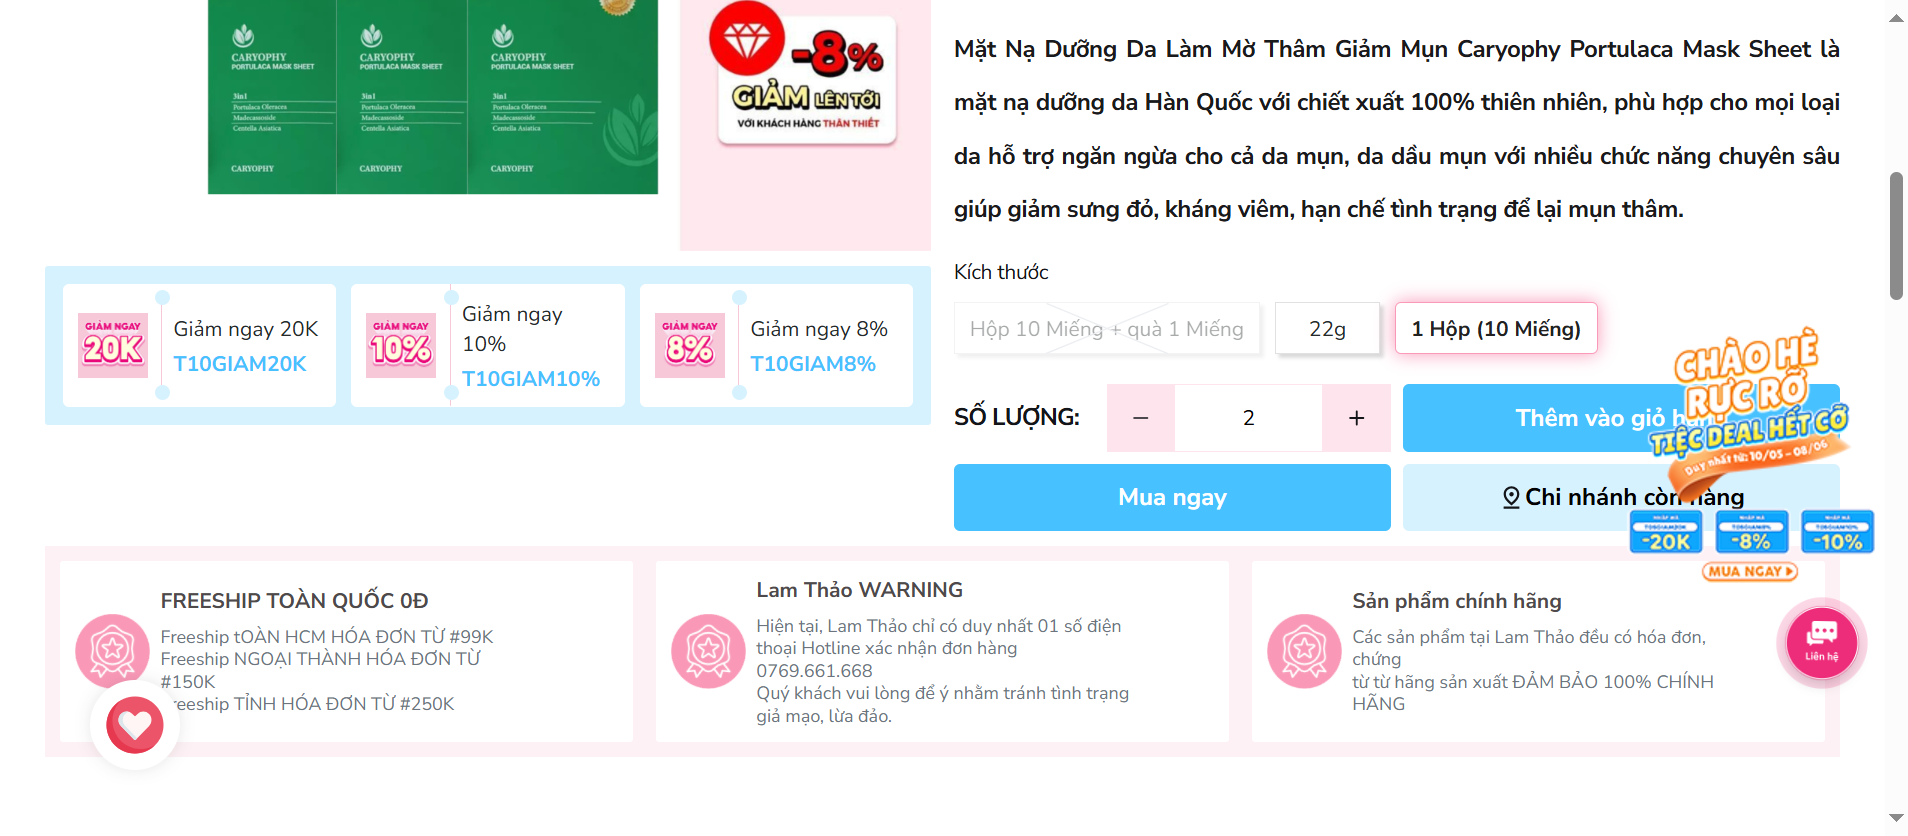 CARYOPHY
PORTULACA MASK SHEET
3in1
Portulaca Oleracea
Madecassoside
Centella Asiatica
CARYOPHY
CARYOPHY
PORTULACA MASK SHEET
3in1
Portulaca Oleracea
Madecassoside
Centella Asiatica
CARYOPHY
CARYOPHY
PORTULACA MASK SHEET
3in1
Portulaca Oleracea
Madecassoside
Centella Asiatica
CARYOPHY
-8%
GIẢM LÊN TỚI
VỚI KHÁCH HÀNG THÂN THIẾT
Mặt Nạ Dưỡng Da Làm Mờ Thâm Giảm Mụn Caryophy Portulaca Mask Sheet là
mặt nạ dưỡng da Hàn Quốc với chiết xuất 100% thiên nhiên, phù hợp cho mọi loại
da hỗ trợ ngăn ngừa cho cả da mụn, da dầu mụn với nhiều chức năng chuyên sâu
giúp giảm sưng đỏ, kháng viêm, hạn chế tình trạng để lại mụn thâm.
Kích thước
Hộp 10 Miếng + quà 1 Miếng
22g
1 Hộp (10 Miếng)
SỐ LƯỢNG:
−
2
+
Thêm vào giỏ hàn
Mua ngay
Chi nhánh còn hàng
GIẢM NGAY
20K
Giảm ngay 20K
T10GIAM20K
GIẢM NGAY
10%
Giảm ngay
10%
T10GIAM10%
GIẢM NGAY
8%
Giảm ngay 8%
T10GIAM8%
CHÀO HÈ
RỰC RỠ
TIỆC DEAL HẾT CỠ
Duy nhất từ: 10/05 - 08/06
NHẬP MÃ
-20K
NHẬP MÃ
-8%
NHẬP MÃ
-10%
MUA NGAY
FREESHIP TOÀN QUỐC 0Đ
Freeship tOÀN HCM HÓA ĐƠN TỪ #99K
Freeship NGOẠI THÀNH HÓA ĐƠN TỪ
#150K
reeship TỈNH HÓA ĐƠN TỪ #250K
Lam Thảo WARNING
Hiện tại, Lam Thảo chỉ có duy nhất 01 số điện
thoại Hotline xác nhận đơn hàng
0769.661.668
Quý khách vui lòng để ý nhằm tránh tình trạng
giả mạo, lừa đảo.
Sản phẩm chính hãng
Các sản phẩm tại Lam Thảo đều có hóa đơn,
chứng
từ từ hãng sản xuất ĐẢM BẢO 100% CHÍNH
HÃNG
Liên hệ